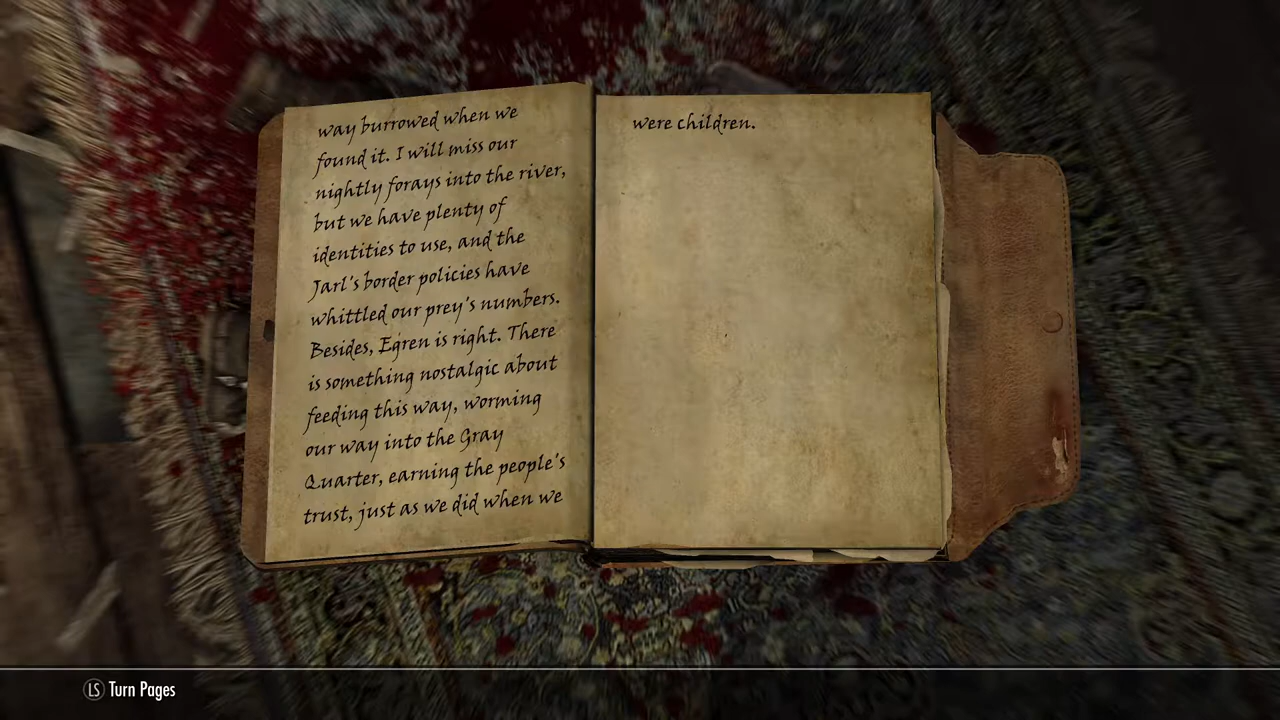 way burrowed when we
found it. I will miss our
nightly forays into the river,
but we have plenty of
identities to use, and the
Jarl's border policies have
whittled our prey's numbers.
Besides, Egren is right. There
is something nostalgic about
feeding this way, worming
our way into the Gray
Quarter, earning the people's
trust, just as we did when we
were children.
LS Turn Pages